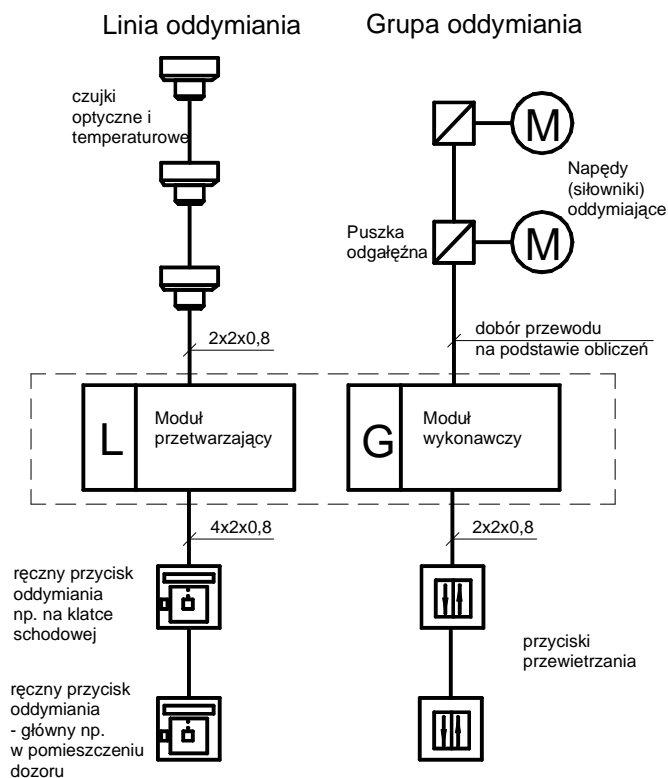 Linia oddymiania
Grupa oddymiania
czujki
optyczne i
temperaturowe
M
Napędy
(siłowniki)
oddymiające
Puszka
odgałęźna
M
2x2x0,8
dobór przewodu
na podstawie obliczeń
L
Moduł
przetwarzający
G
Moduł
wykonawczy
4x2x0,8
2x2x0,8
ręczny przycisk
oddymiania
np. na klatce
schodowej
przyciski
przewietrzania
ręczny przycisk
oddymiania
- główny np.
w pomieszczeniu
dozoru